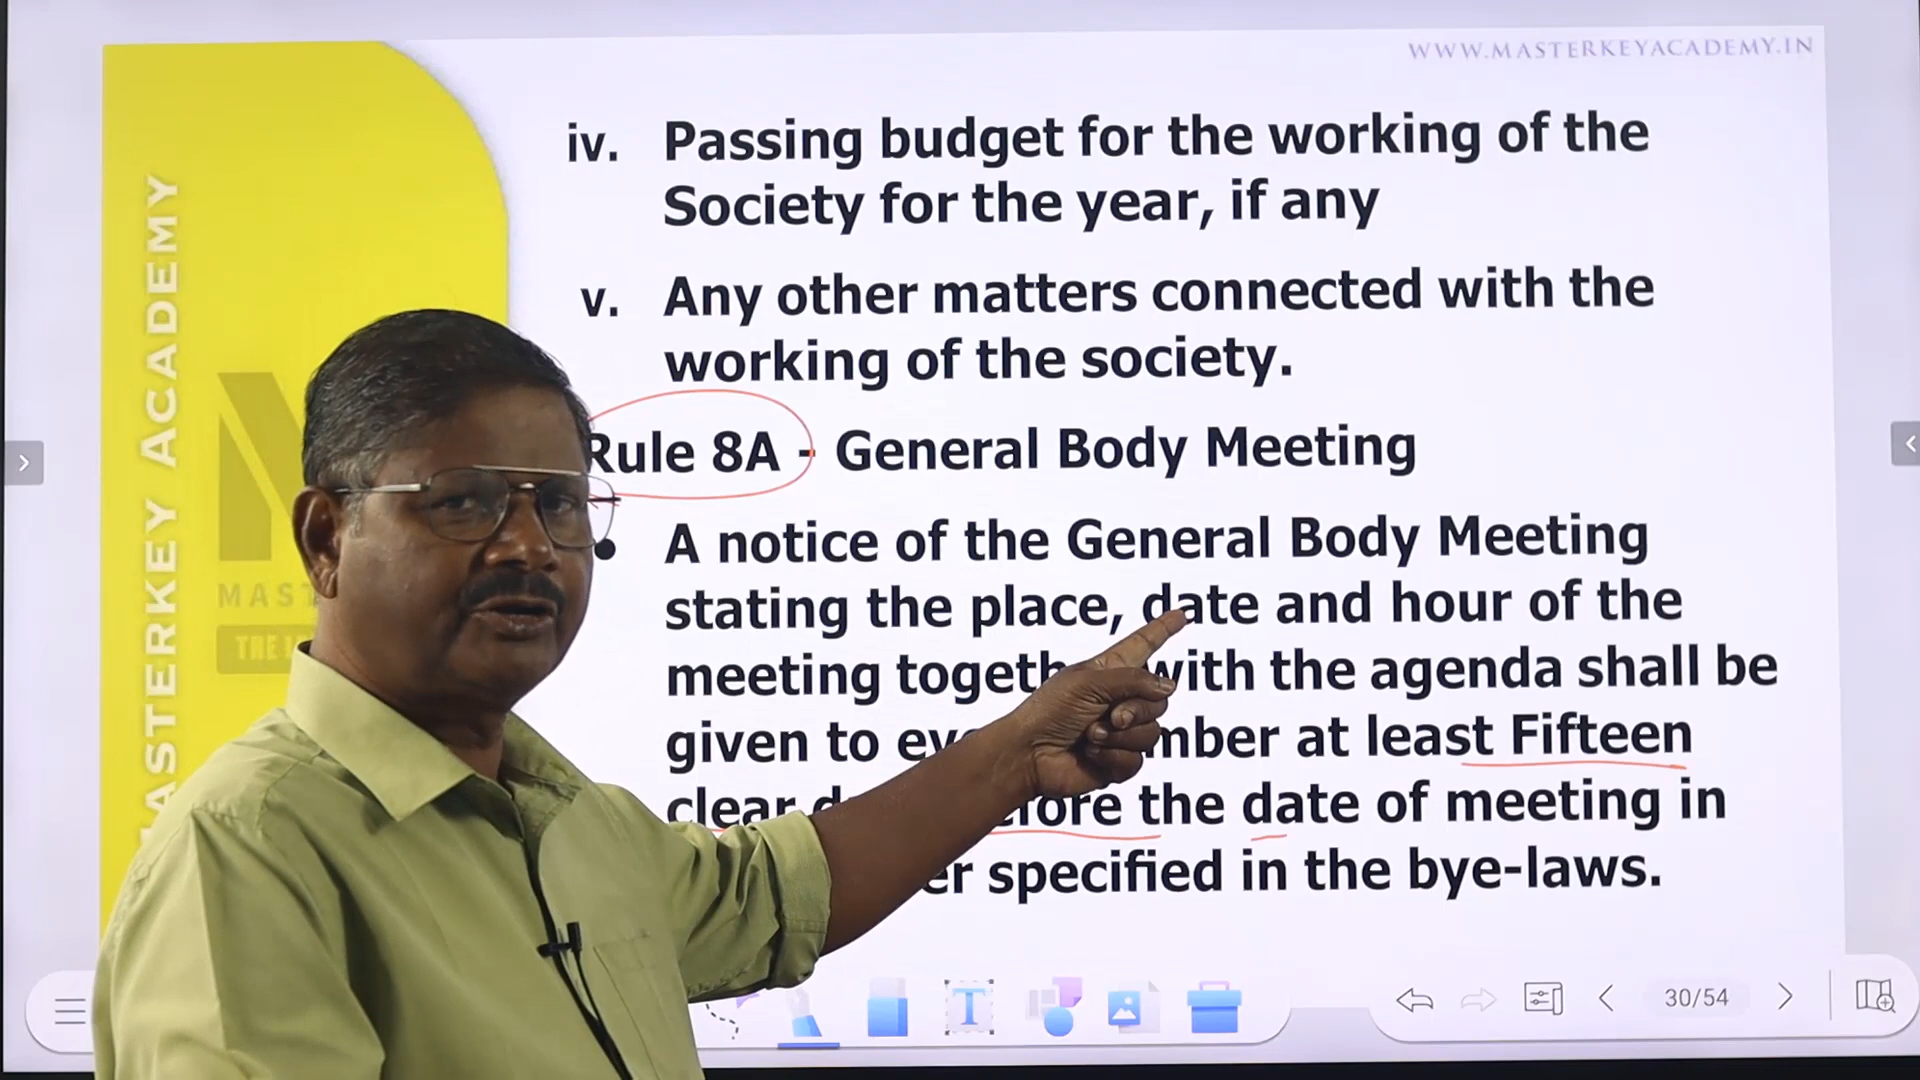 WWW.MASTERKEYACADEMY.IN
iv. Passing budget for the working of the
Society for the year, if any
v. Any other matters connected with the
working of the society.
Rule 8A - General Body Meeting
• A notice of the General Body Meeting
stating the place, date and hour of the
meeting with the agenda shall be
given to at least Fifteen
clear the date of meeting in
specified in the bye-laws.
MASTERKEY ACADEMY
30/54